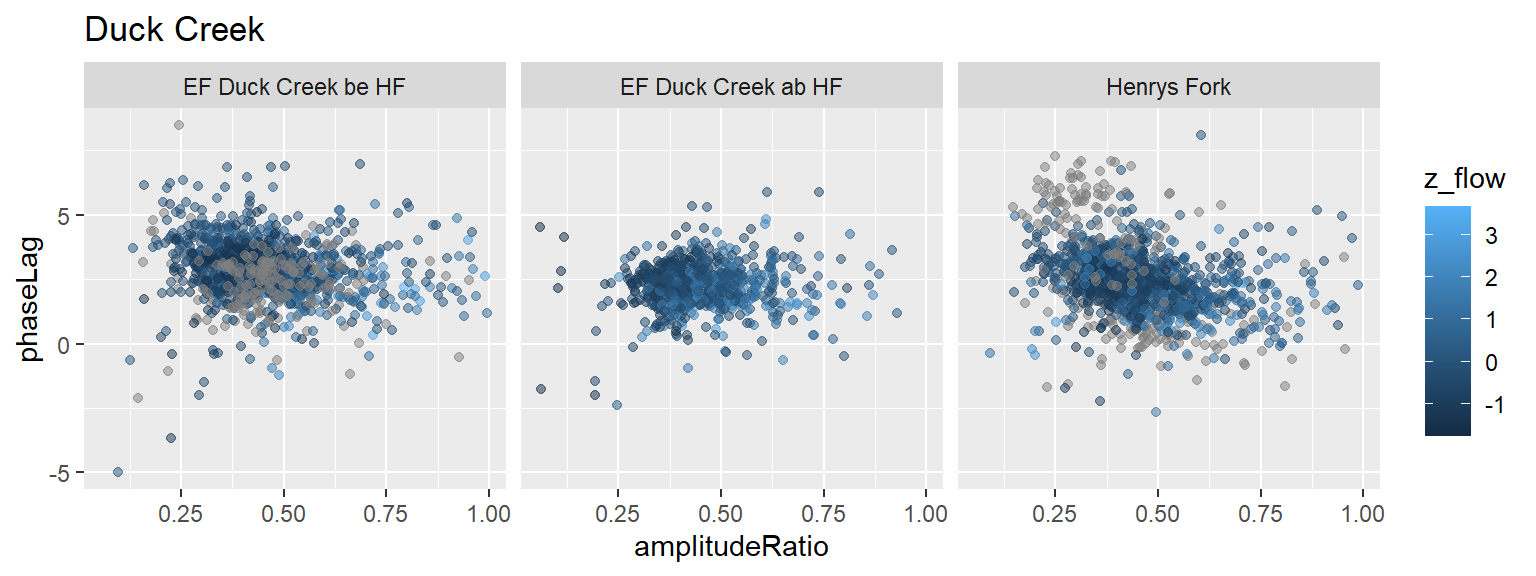 Duck Creek
EF Duck Creek be HF
EF Duck Creek ab HF
Henrys Fork
phaseLag
5
0
-5
0.25 0.50 0.75 1.00
0.25 0.50 0.75 1.00
0.25 0.50 0.75 1.00
amplitudeRatio
z_flow
3
2
1
0
-1